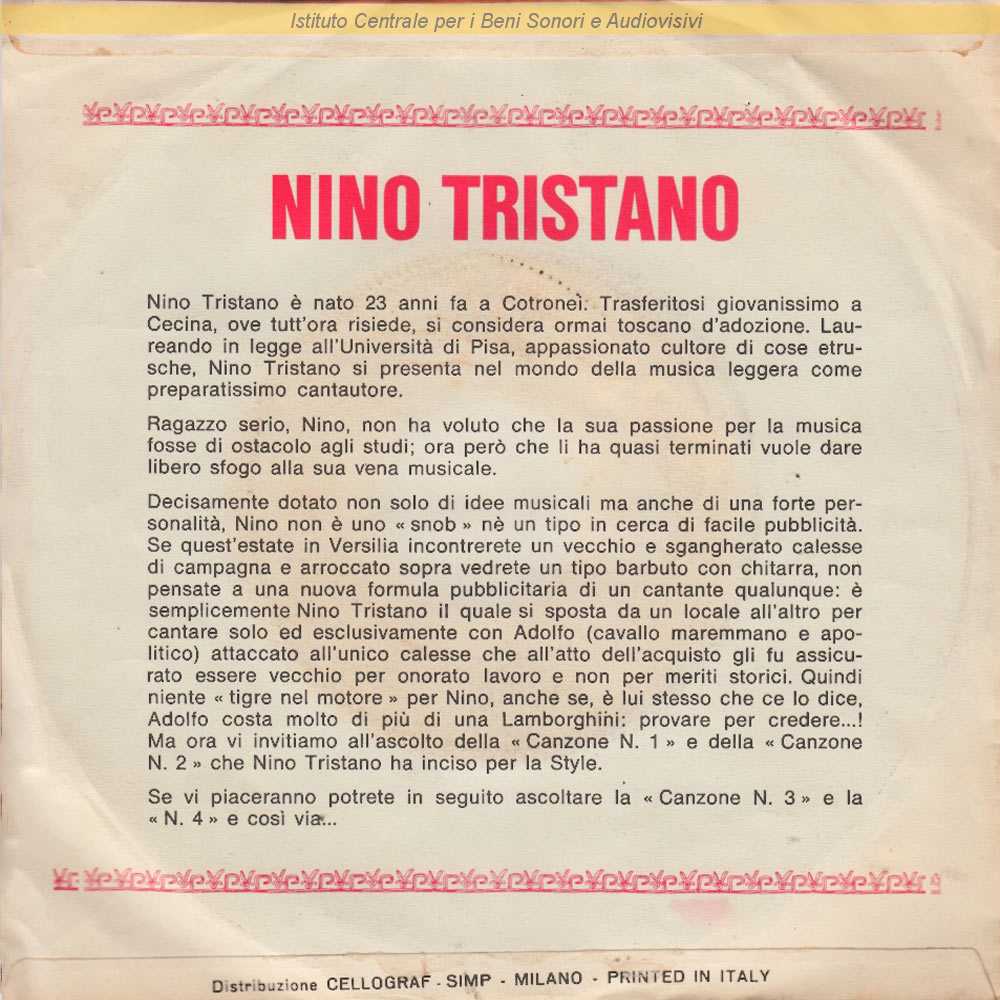 Istituto Centrale per i Beni Sonori e Audiovisivi
NINO TRISTANO
Nino Tristano è nato 23 anni fa a Cotronei. Trasferitosi giovanissimo a
Cecina, ove tutt'ora risiede, si considera ormai toscano d'adozione. Lau-
reando in legge all'Università di Pisa, appassionato cultore di cose etru-
sche, Nino Tristano si presenta nel mondo della musica leggera come
preparatissimo cantautore.
Ragazzo serio, Nino, non ha voluto che la sua passione per la musica
fosse di ostacolo agli studi; ora però che li ha quasi terminati vuole dare
libero sfogo alla sua vena musicale.
Decisamente dotato non solo di idee musicali ma anche di una forte per-
sonalità, Nino non è uno « snob » nè un tipo in cerca di facile pubblicità.
Se quest'estate in Versilia incontrerete un vecchio e sgangherato calesse
di campagna e arroccato sopra vedrete un tipo barbuto con chitarra, non
pensate a una nuova formula pubblicitaria di un cantante qualunque: è
semplicemente Nino Tristano il quale si sposta da un locale all'altro per
cantare solo ed esclusivamente con Adolfo (cavallo maremmano e apo-
litico) attaccato all'unico calesse che all'atto dell'acquisto gli fu assicu-
rato essere vecchio per onorato lavoro e non per meriti storici. Quindi
niente « tigre nel motore » per Nino, anche se, è lui stesso che ce lo dice,
Adolfo costa molto di più di una Lamborghini: provare per credere...!
Ma ora vi invitiamo all'ascolto della « Canzone N. 1 » e della « Canzone
N. 2 » che Nino Tristano ha inciso per la Style.
Se vi piaceranno potrete in seguito ascoltare la « Canzone N. 3 » e la
« N. 4 » e così via...
Distribuzione CELLOGRAF - SIMP - MILANO - PRINTED IN ITALY